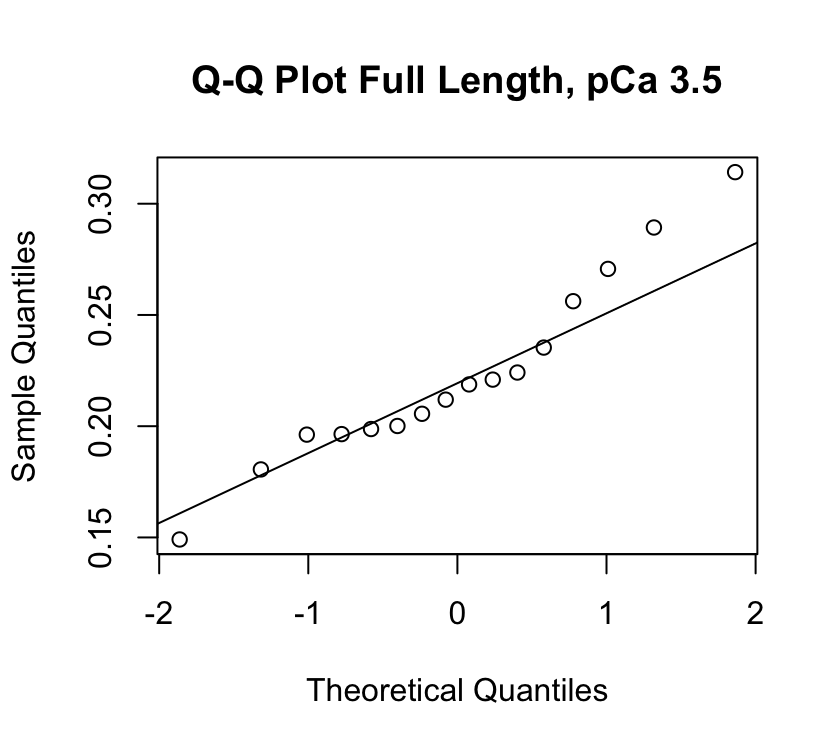 Q-Q Plot Full Length, pCa 3.5
Sample Quantiles
0.30
0.25
0.20
0.15
-2 -1 0 1 2
Theoretical Quantiles